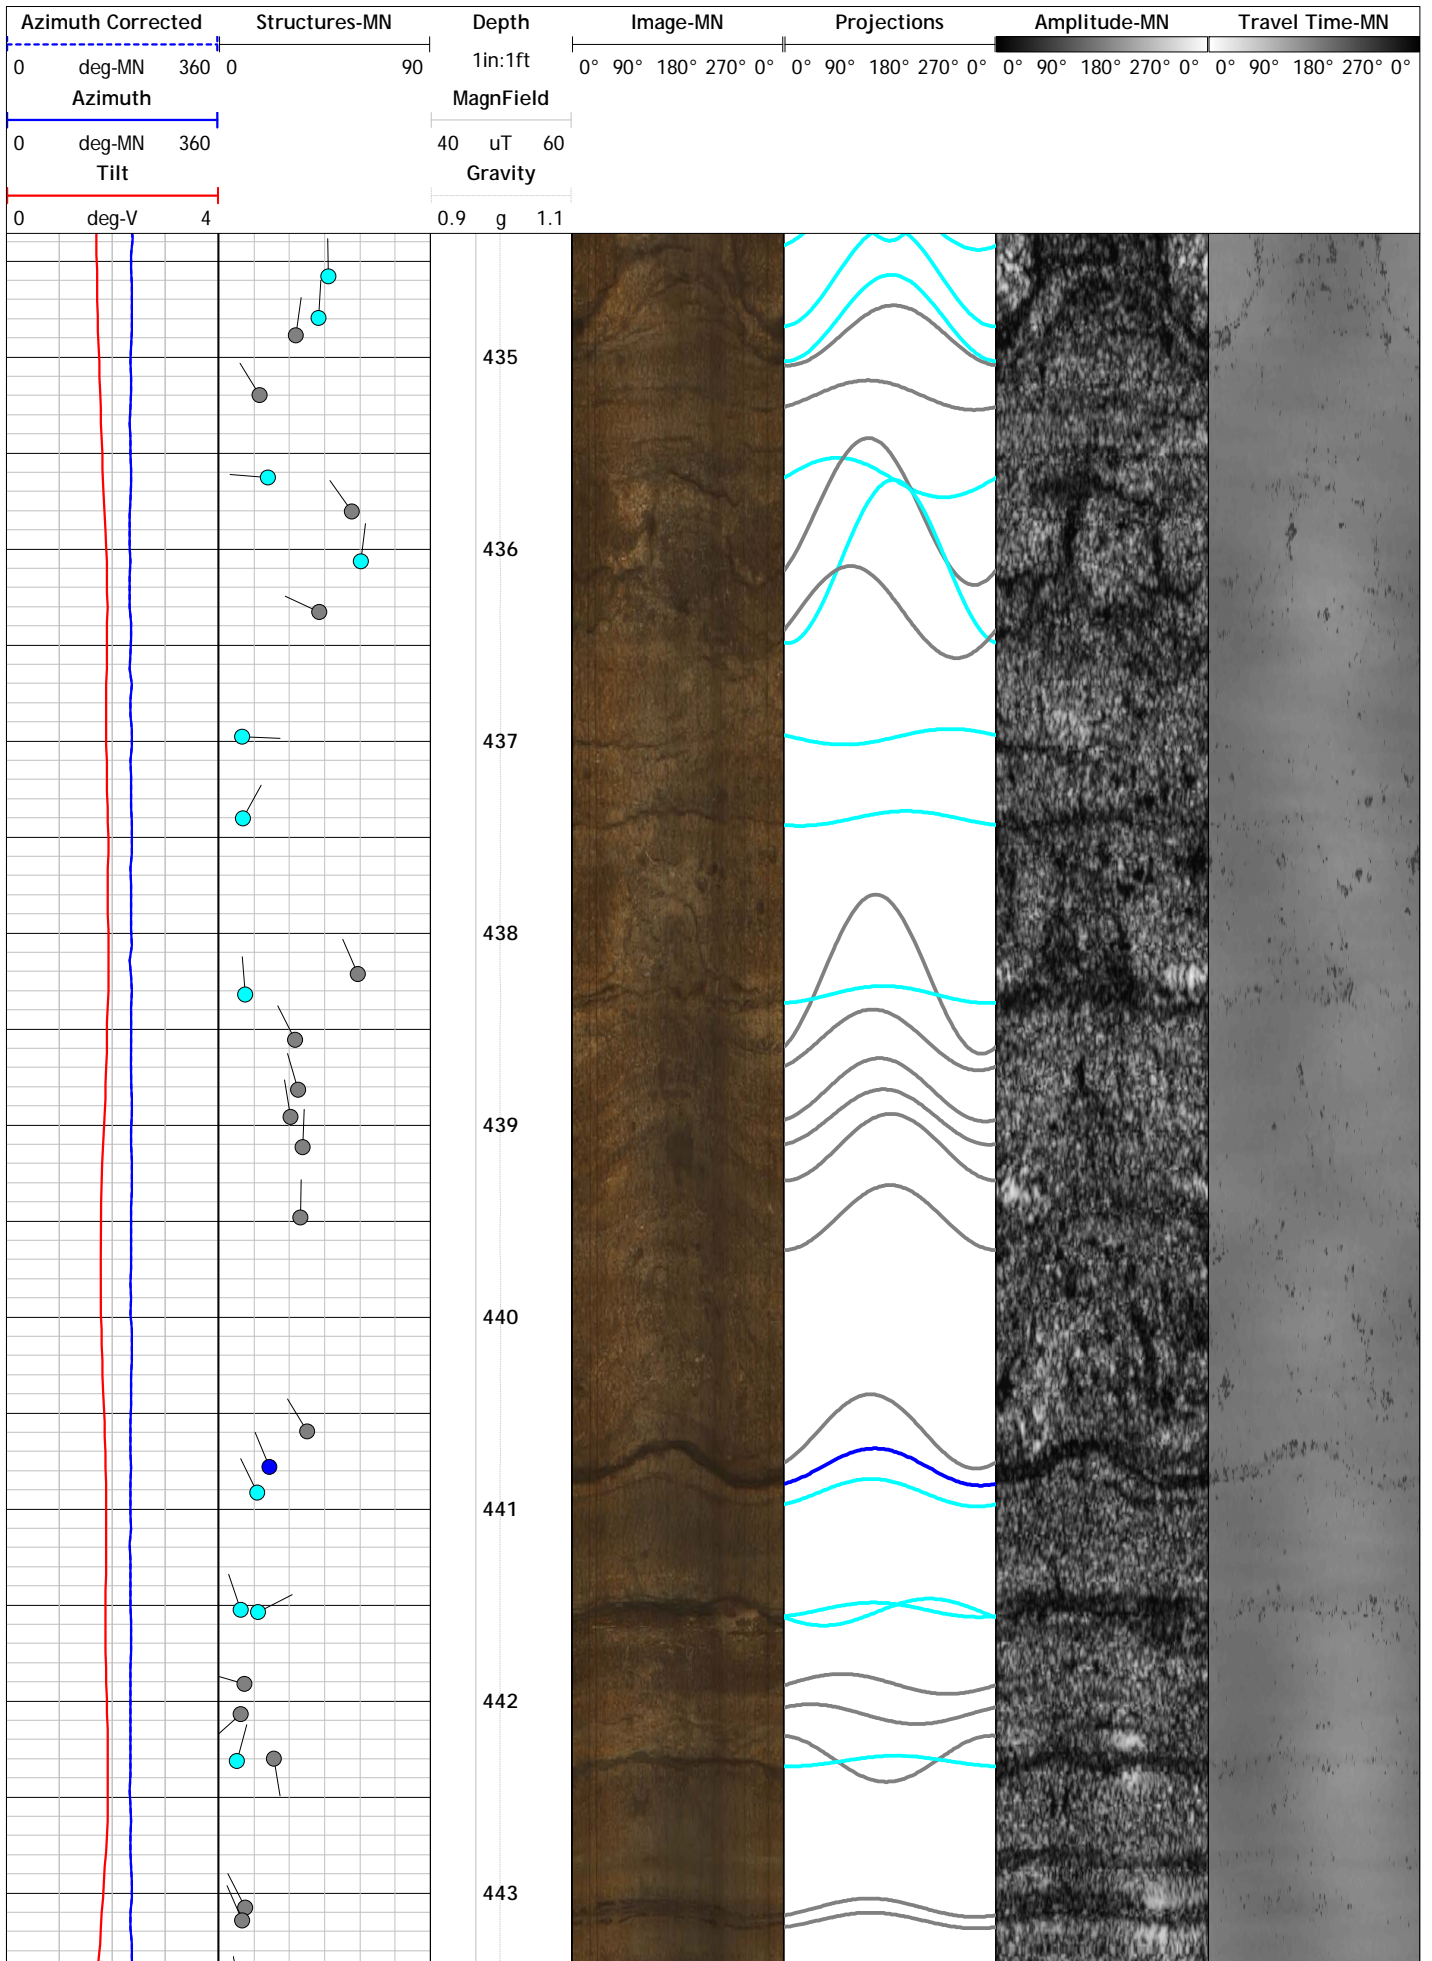 Azimuth Corrected Structures-MN Depth Image-MN Projections Amplitude-MN Travel Time-MN
0 deg-MN 360 0 90 1in:1ft 0° 90° 180° 270° 0° 0° 90° 180° 270° 0° 0° 90° 180° 270° 0° 0° 90° 180° 270° 0°
Azimuth MagnField
0 deg-MN 360 40 uT 60
Tilt Gravity
0 deg-V 4 0.9 g 1.1
435
436
437
438
439
440
441
442
443